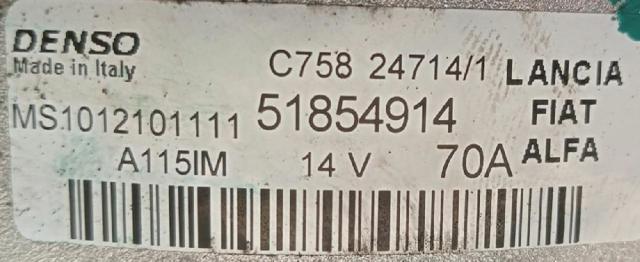 DENSO
Made in Italy
C758 24714/1
LANCIA
MS1012101111
51854914
FIAT
A115IM
14 V
70A
ALFA